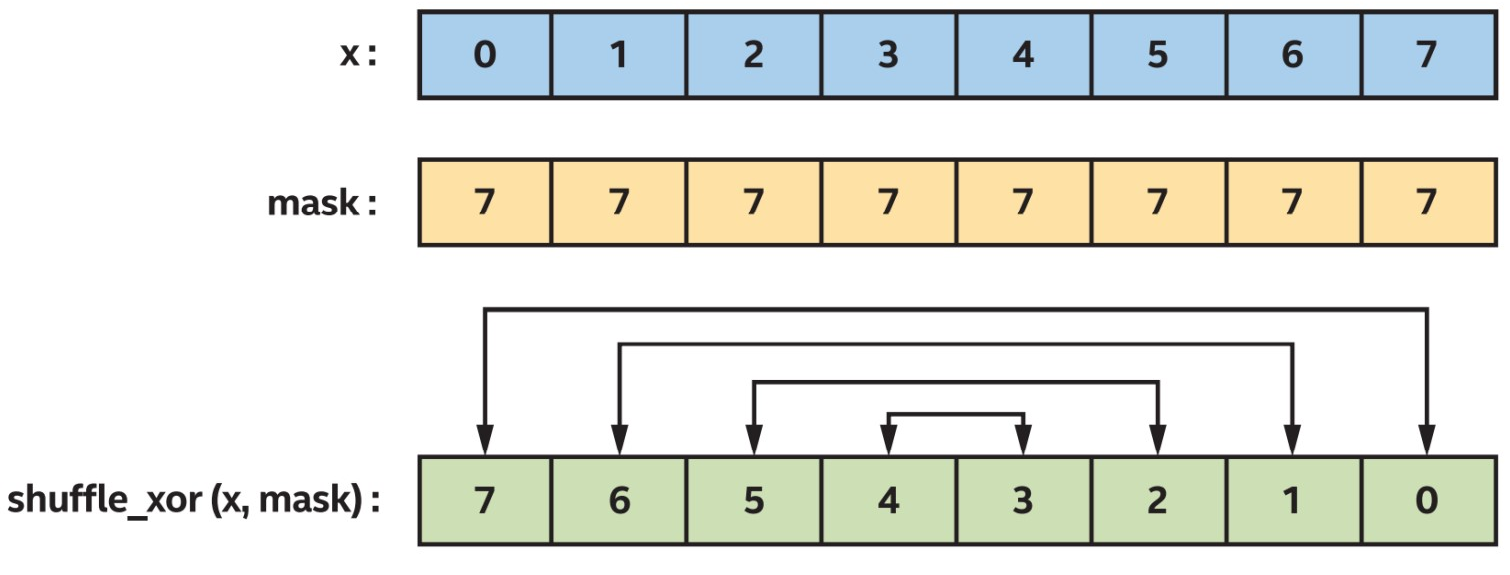 x : 0 1 2 3 4 5 6 7
mask : 7 7 7 7 7 7 7 7
shuffle_xor (x, mask) : 7 6 5 4 3 2 1 0